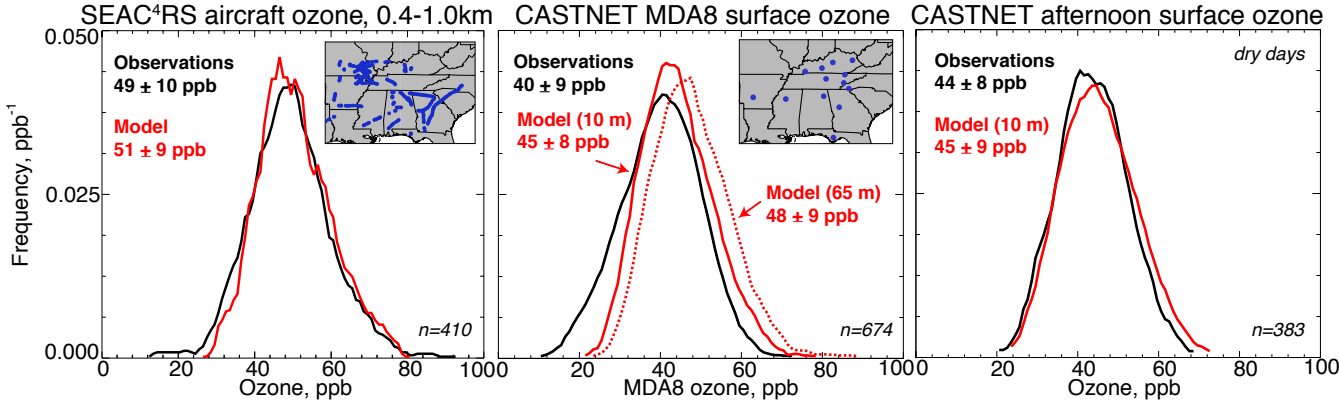 SEAC⁴RS aircraft ozone, 0.4-1.0km
Frequency, ppb⁻¹
0.050
0.025
0.000
Observations
49 ± 10 ppb
Model
51 ± 9 ppb
n=410
0 20 40 60 80 100
Ozone, ppb
CASTNET MDA8 surface ozone
Observations
40 ± 9 ppb
Model (10 m)
45 ± 8 ppb
Model (65 m)
48 ± 9 ppb
n=674
0 20 40 60 80 100
MDA8 ozone, ppb
CASTNET afternoon surface ozone
dry days
Observations
44 ± 8 ppb
Model (10 m)
45 ± 9 ppb
n=383
0 20 40 60 80 100
Ozone, ppb